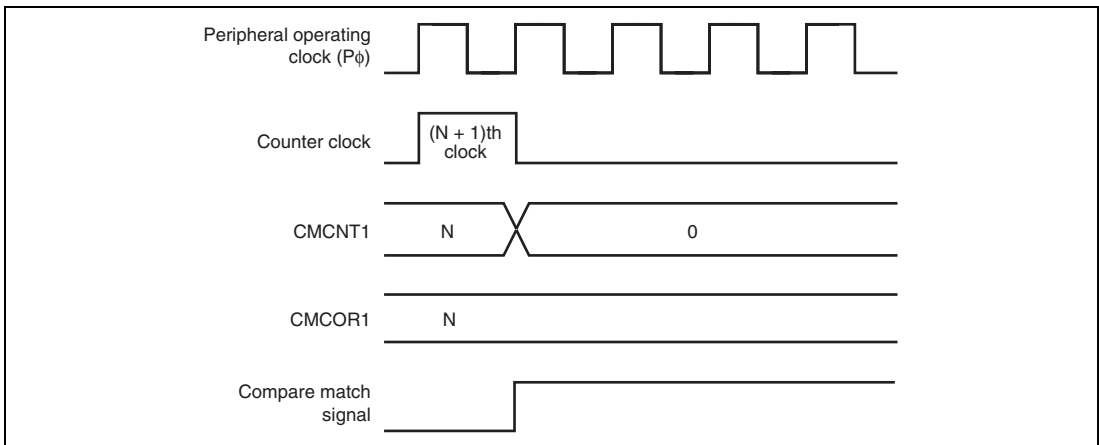 Peripheral operating
clock (Pϕ)
Counter clock
(N + 1)th
clock
CMCNT1
N
0
CMCOR1
N
Compare match
signal